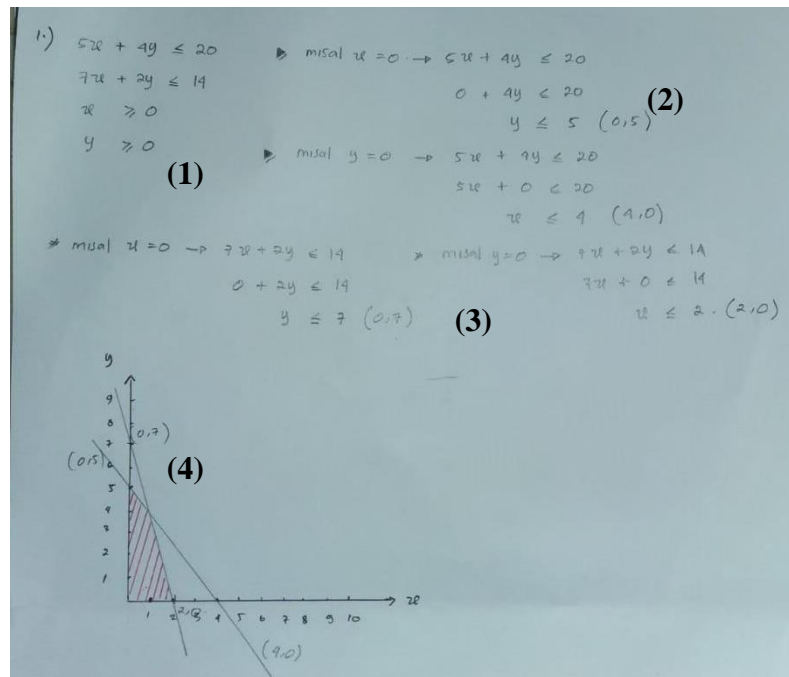 1.) 5x + 4y ≤ 20
7x + 2y ≤ 14
x ≥ 0
y ≥ 0
(1)
► misal x = 0 → 5x + 4y ≤ 20
0 + 4y ≤ 20
y ≤ 5 (0,5)
(2)
► misal y = 0 → 5x + 4y ≤ 20
5x + 0 ≤ 20
x ≤ 4 (4,0)
* misal x = 0 → 7x + 2y ≤ 14
0 + 2y ≤ 14
y ≤ 7 (0,7)
(3)
* misal y = 0 → 7x + 2y ≤ 14
7x + 0 ≤ 14
x ≤ 2. (2,0)
y
9
8
7 (0,7)
(0,5) 6
(4)
5
4
3
2
1
1 2 2,0 3 4 5 6 7 8 9 10 x
(4,0)